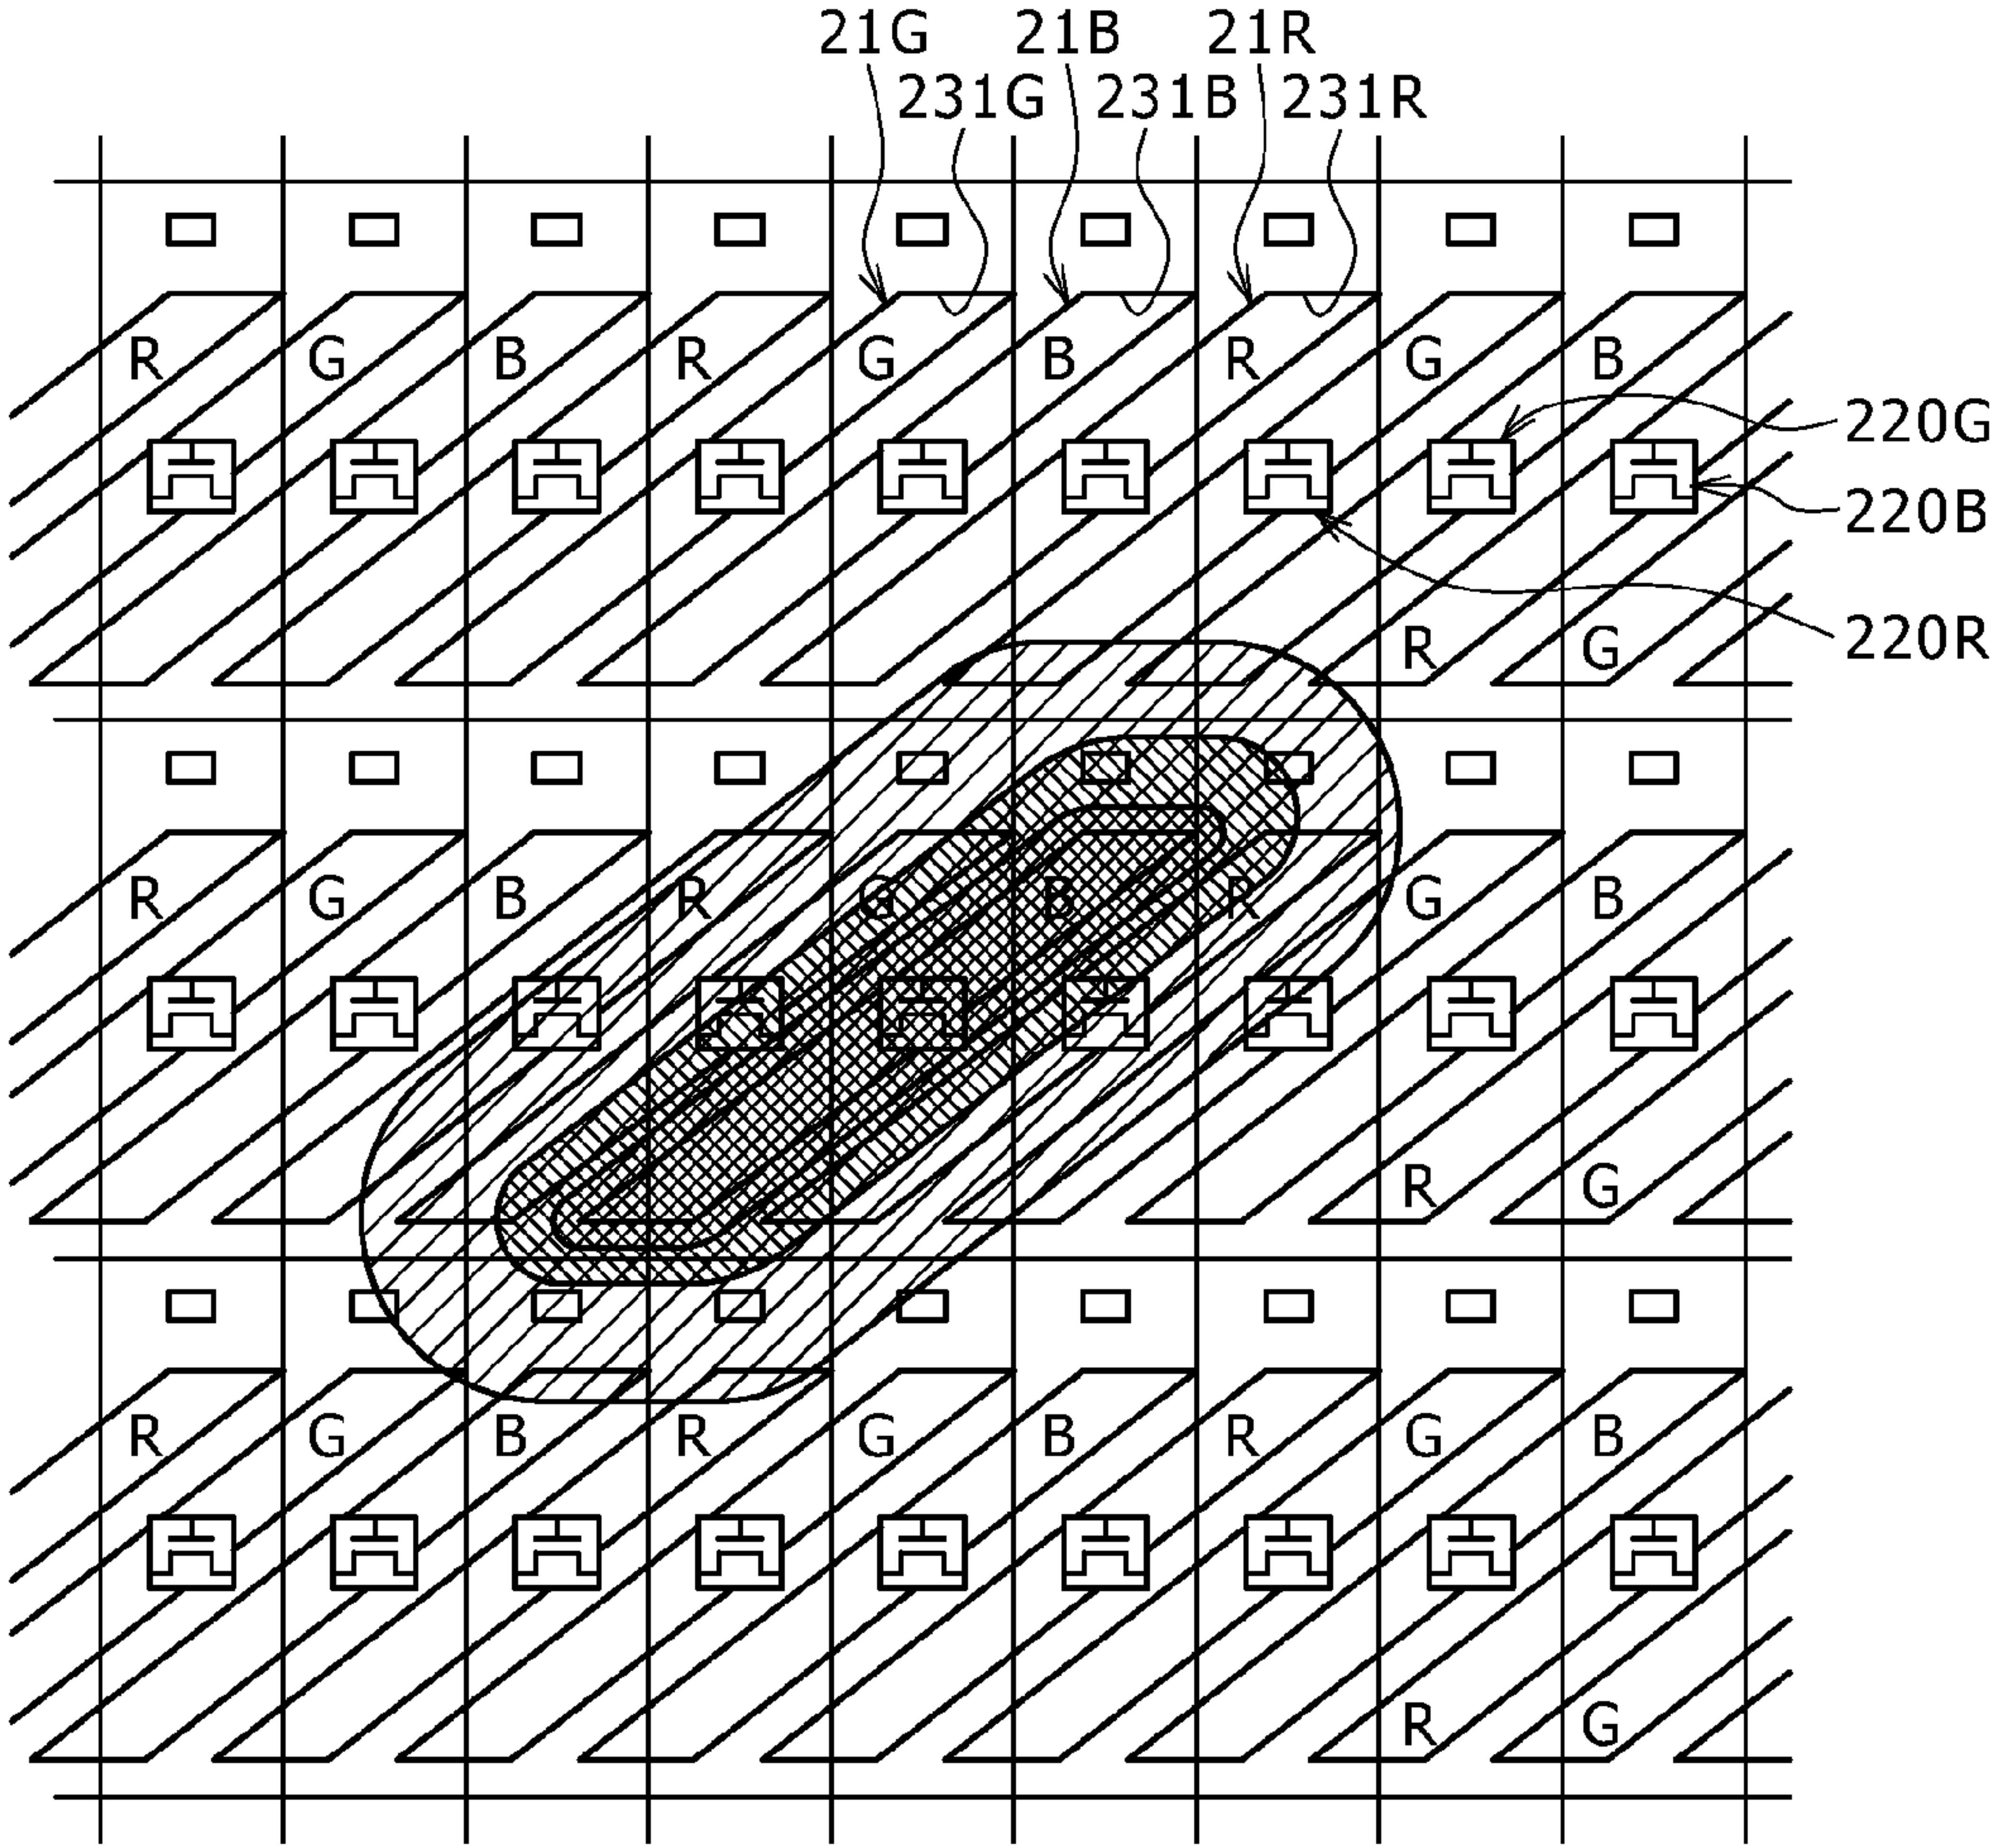 21G 21B 21R
231G 231B 231R
R G B R G B R G B
220G
220B
R G 220R
R G B R G B R G B
R G
R G B R G B R G B
R G